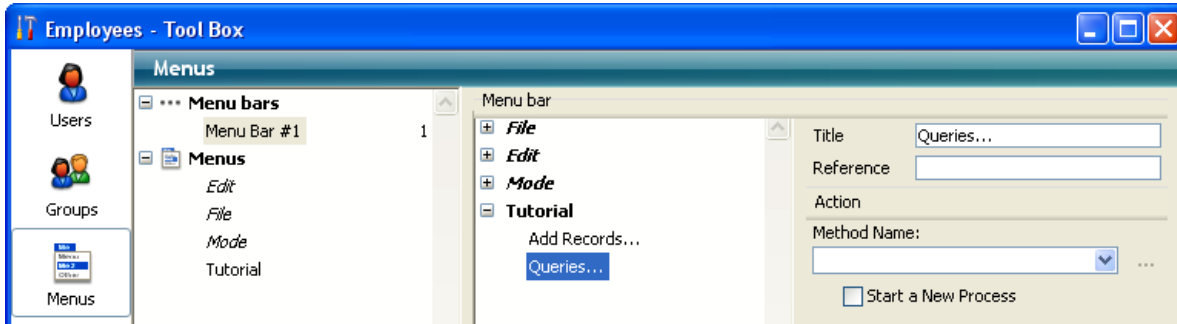 Employees - Tool Box
Users
Groups
Menus
Menus
Menu bars
Menu Bar #1 1
Menus
Edit
File
Mode
Tutorial
Menu bar
File
Edit
Mode
Tutorial
Add Records...
Queries...
Title Queries...
Reference
Action
Method Name:
...
Start a New Process